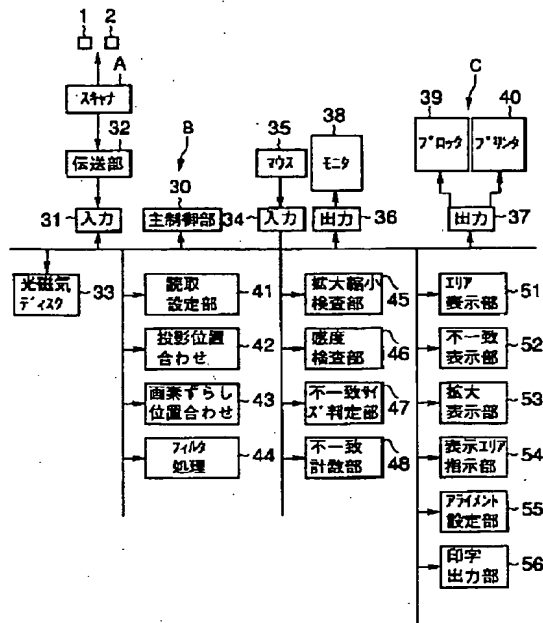 1 2
A
スキャナ
32
伝送部
31
入力
B
30
主制御部
35
マウス
34
入力
38
モニタ
出力
36
C
39
40
プロッタ
プリンタ
出力
37
光磁気
ディスク
33
読取
設定部
41
投影位置
合わせ
42
画素ずらし
位置合わせ
43
フィルタ
処理
44
拡大縮小
検査部
45
感度
検査部
46
不一致サイ
ズ判定部
47
不一致
計数部
48
エリア
表示部
51
不一致
表示部
52
拡大
表示部
53
表示エリア
指示部
54
アライメント
設定部
55
印字
出力部
56